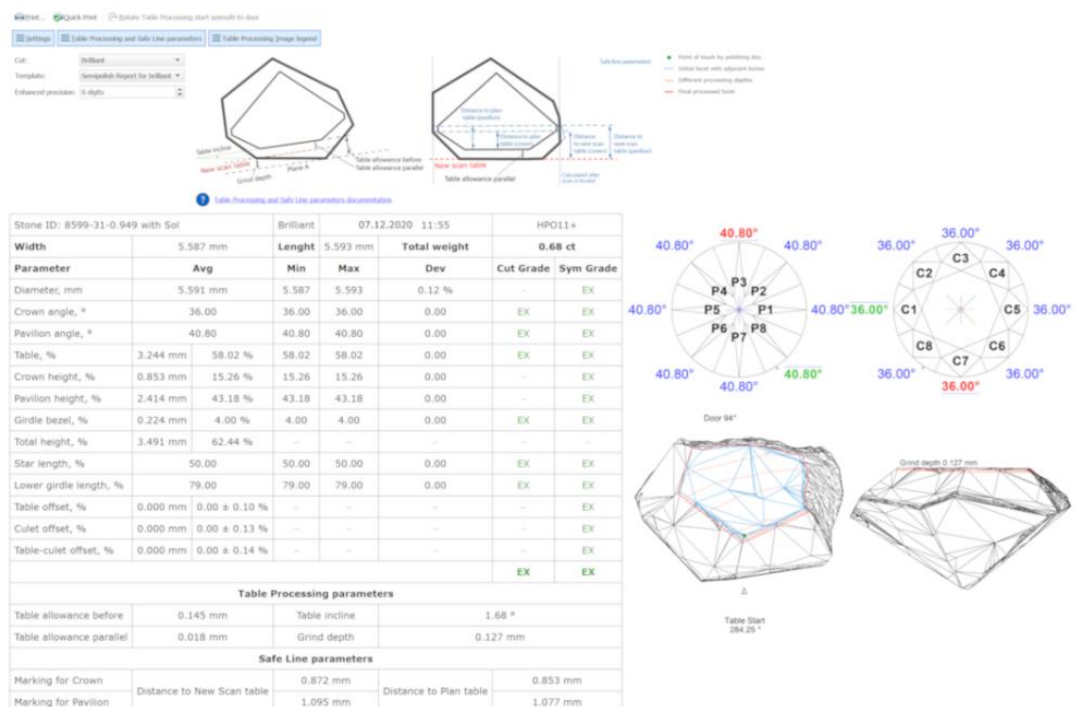 Print... Quick Print Rotate Table Processing start azimuth to door
Settings Table Processing and Safe Line parameters Table Processing Image legend
Cut: Brilliant
Template: Semipolish Report for brilliant
Enhanced precision: 0 digits
Table incline
New scan table
Grind depth
Plane A
Table allowance before
Table allowance parallel
Safe line parameters
Distance to plan table (pavilion)
Distance to plan table (crown)
Distance to new scan table (crown)
Distance to new scan table (pavilion)
New scan table
Table allowance parallel
Calculated after
Point of touch by polishing disc
Initial facet with adjacent bones
Different processing depths
Final processed facet
Table Processing and Safe Line parameters documentation
Stone ID: 8599-31-0.949 with Sol Brilliant 07.12.2020 11:55 HPO11+
Width 5.587 mm Lenght 5.593 mm Total weight 0.68 ct
Parameter Avg Min Max Dev Cut Grade Sym Grade
Diameter, mm 5.591 mm 5.587 5.593 0.12 % – EX
Crown angle, ° 36.00 36.00 36.00 0.00 EX EX
Pavilion angle, ° 40.80 40.80 40.80 0.00 EX EX
Table, % 3.244 mm 58.02 % 58.02 58.02 0.00 EX EX
Crown height, % 0.853 mm 15.26 % 15.26 15.26 0.00 – EX
Pavilion height, % 2.414 mm 43.18 % 43.18 43.18 0.00 – EX
Girdle bezel, % 0.224 mm 4.00 % 4.00 4.00 0.00 EX EX
Total height, % 3.491 mm 62.44 % – – – – –
Star length, % 50.00 50.00 50.00 0.00 EX EX
Lower girdle length, % 79.00 79.00 79.00 0.00 EX EX
Table offset, % 0.000 mm 0.00 ± 0.10 % – – – – EX
Culet offset, % 0.000 mm 0.00 ± 0.13 % – – – – EX
Table-culet offset, % 0.000 mm 0.00 ± 0.14 % – – – – EX
EX EX
Table Processing parameters
Table allowance before 0.145 mm Table incline 1.68 °
Table allowance parallel 0.018 mm Grind depth 0.127 mm
Safe Line parameters
Marking for Crown Distance to New Scan table 0.872 mm Distance to Plan table 0.853 mm
Marking for Pavilion 1.095 mm 1.077 mm
40.80° 40.80° 40.80°
P4 P3 P2
40.80° P5 P1 40.80°
P6 P7 P8
40.80° 40.80° 40.80°
36.00° 36.00° 36.00°
C2 C3 C4
36.00° C1 C5 36.00°
C8 C7 C6
36.00° 36.00° 36.00°
Door 94°
Grind depth 0.127 mm
Table Start
284.25 °